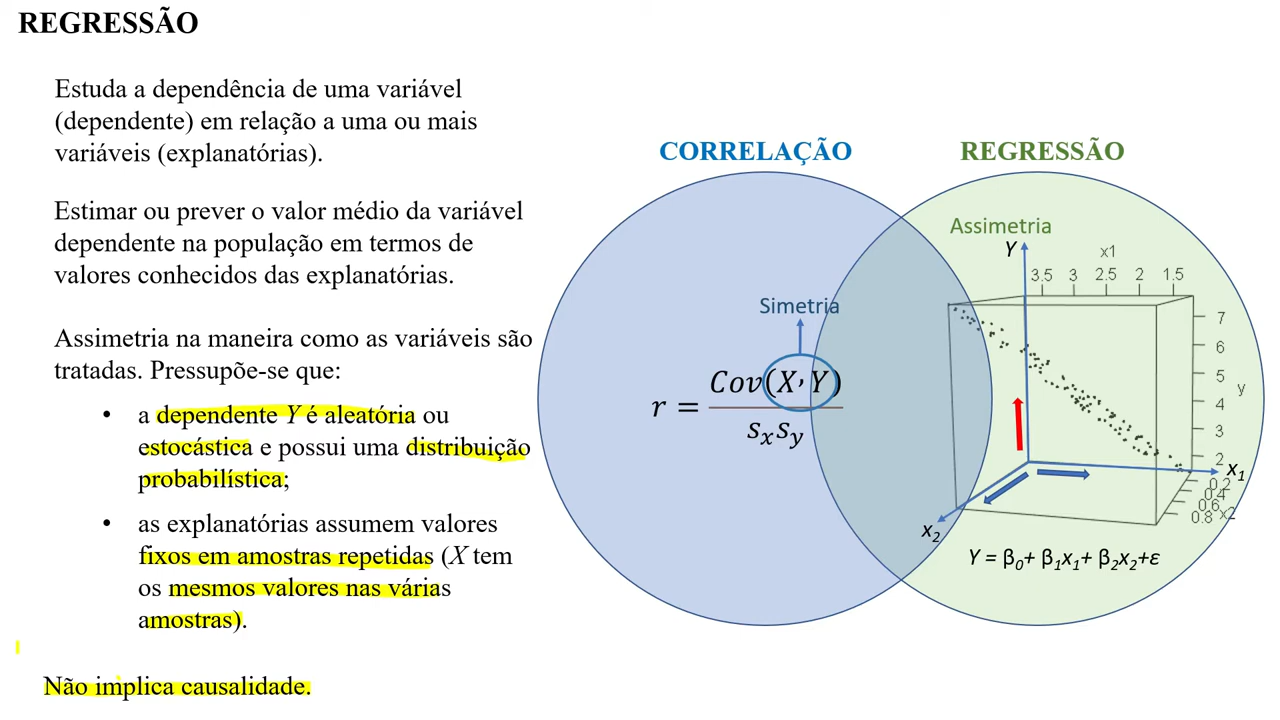 REGRESSÃO
Estuda a dependência de uma variável
(dependente) em relação a uma ou mais
variáveis (explanatórias).
Estimar ou prever o valor médio da variável
dependente na população em termos de
valores conhecidos das explanatórias.
Assimetria na maneira como as variáveis são
tratadas. Pressupõe-se que:
• a dependente Y é aleatória ou
estocástica e possui uma distribuição
probabilística;
• as explanatórias assumem valores
fixos em amostras repetidas (X tem
os mesmos valores nas várias
amostras).
Não implica causalidade.
CORRELAÇÃO
Simetria
r = Cov(X,Y) / sₓsᵧ
REGRESSÃO
Assimetria
Y
x1
3.5 3 2.5 2 1.5
7
6
5
y
4
3
2
X₁
0.2
0.4
0.6
0.8
x2
X₂
Y = β₀+ β₁x₁+ β₂x₂+ε